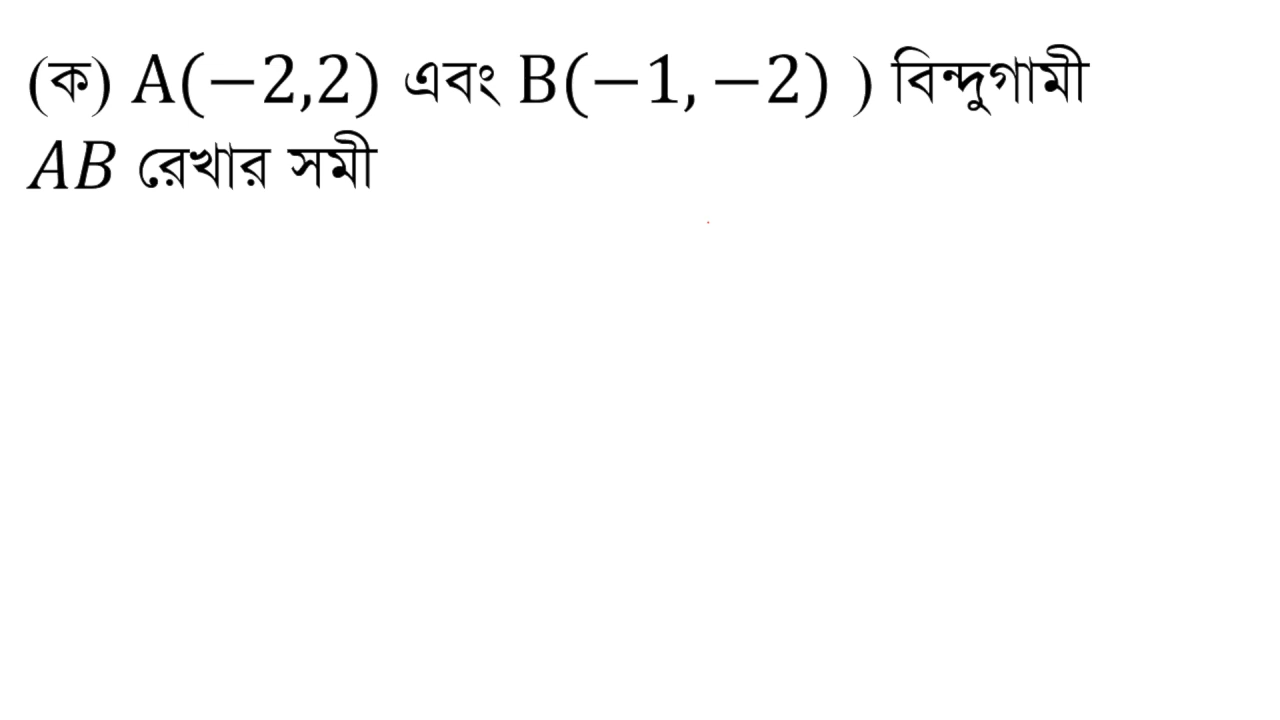 (ক) A(−2,2) এবং B(−1, −2) ) বিন্দুগামী
AB রেখার সমী